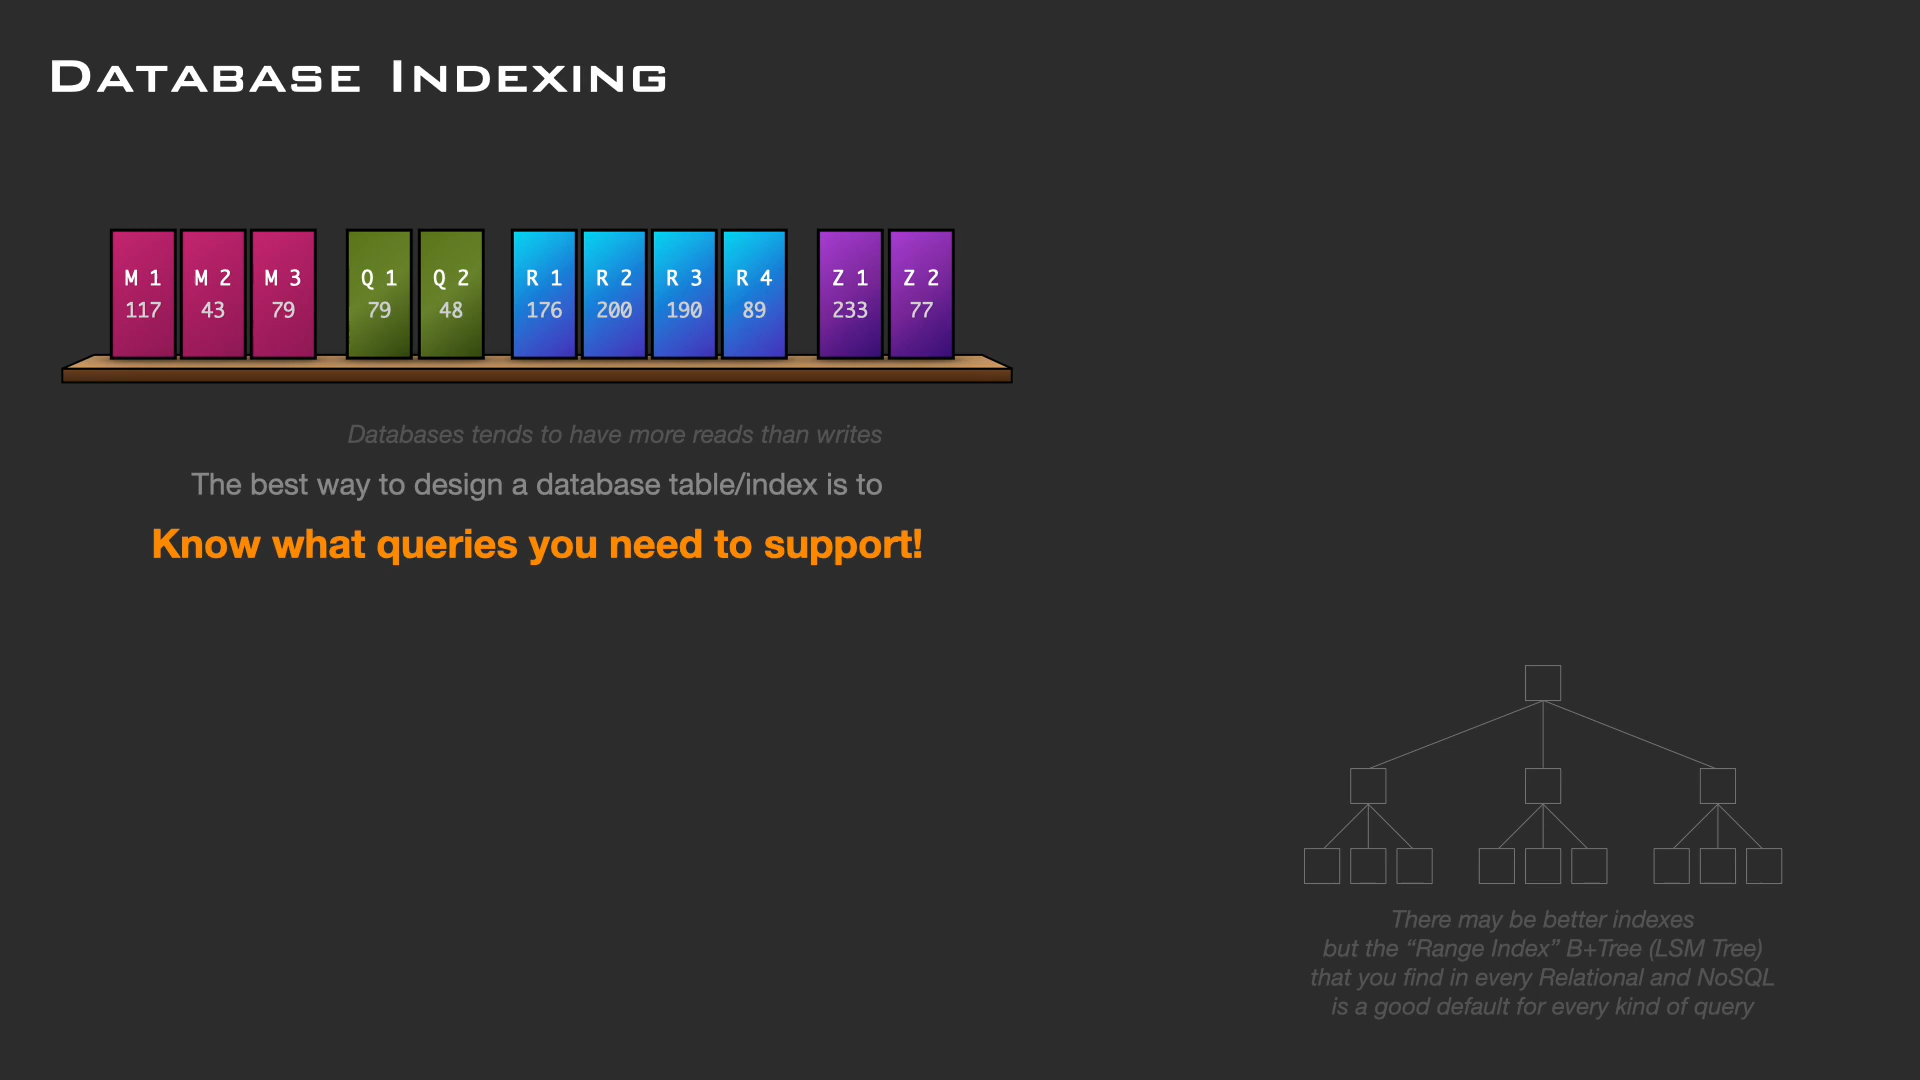 DATABASE INDEXING
M 1 M 2 M 3 Q 1 Q 2 R 1 R 2 R 3 R 4 Z 1 Z 2
117 43 79 79 48 176 200 190 89 233 77
Databases tends to have more reads than writes
The best way to design a database table/index is to
Know what queries you need to support!
There may be better indexes
but the “Range Index” B+Tree (LSM Tree)
that you find in every Relational and NoSQL
is a good default for every kind of query